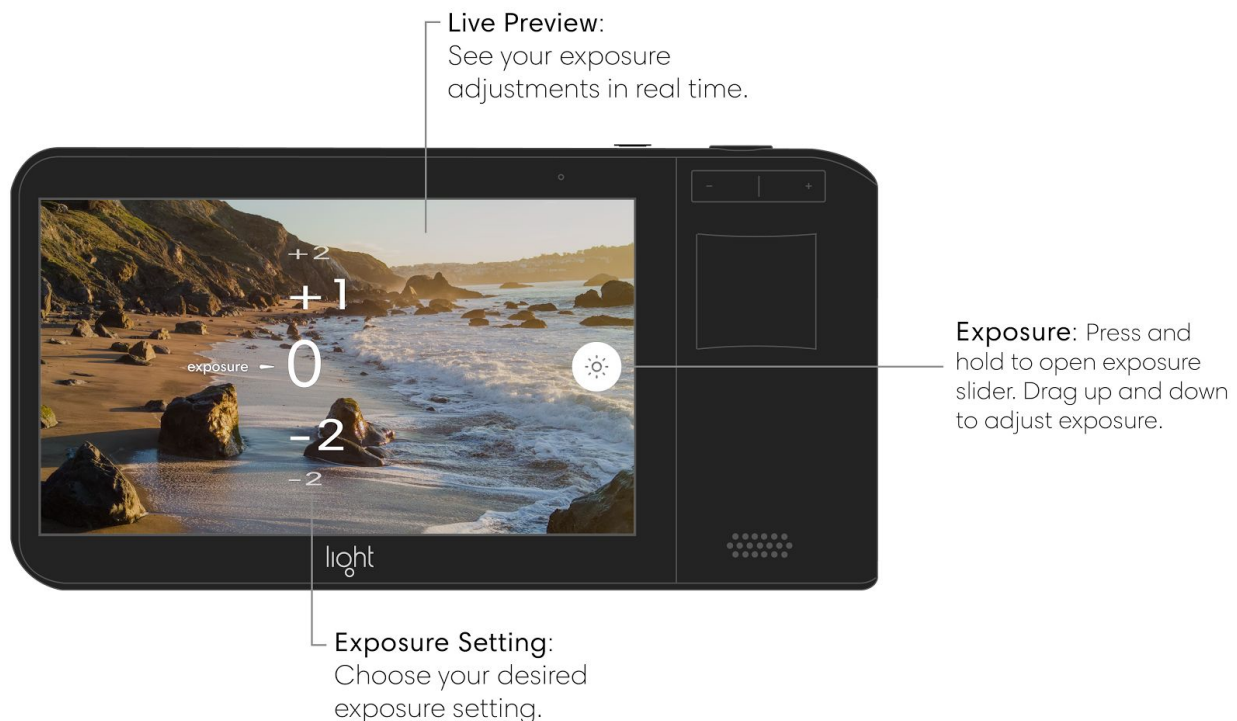 Live Preview:
See your exposure
adjustments in real time.
- +
+2
+1
exposure 0
-2
-2
Exposure: Press and
hold to open exposure
slider. Drag up and down
to adjust exposure.
light
Exposure Setting:
Choose your desired
exposure setting.